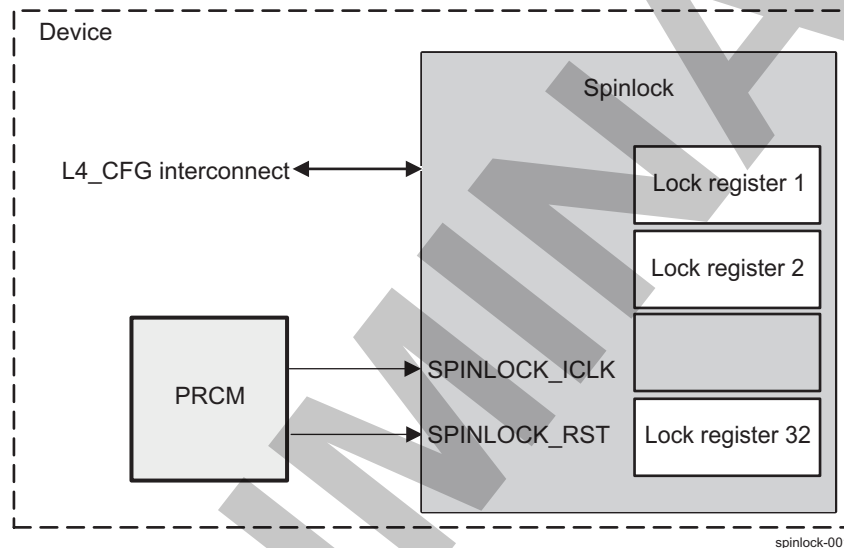 Device
Spinlock
L4_CFG interconnect
Lock register 1
Lock register 2
PRCM
SPINLOCK_ICLK
SPINLOCK_RST
Lock register 32
spinlock-00